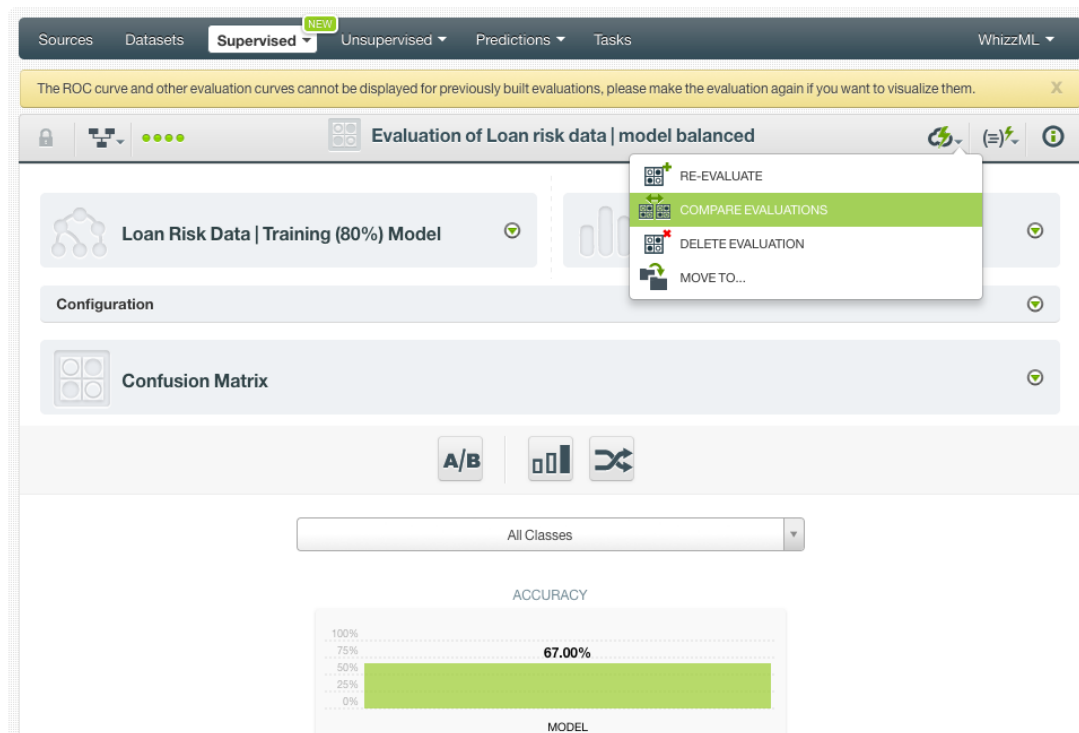 NEW
Sources Datasets Supervised Unsupervised Predictions Tasks WhizzML
The ROC curve and other evaluation curves cannot be displayed for previously built evaluations, please make the evaluation again if you want to visualize them. X
Evaluation of Loan risk data | model balanced
RE-EVALUATE
COMPARE EVALUATIONS
DELETE EVALUATION
MOVE TO...
Loan Risk Data | Training (80%) Model
Configuration
Confusion Matrix
A/B
All Classes
ACCURACY
100%
75%
50%
25%
0%
67.00%
MODEL